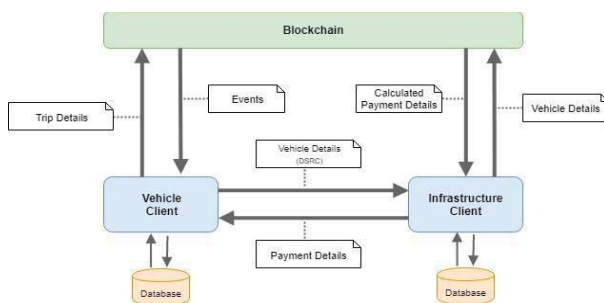 Blockchain
Trip Details
Events
Calculated
Payment Details
Vehicle Details
Vehicle Details
(DSRC)
Vehicle
Client
Infrastructure
Client
Payment Details
Database
Database